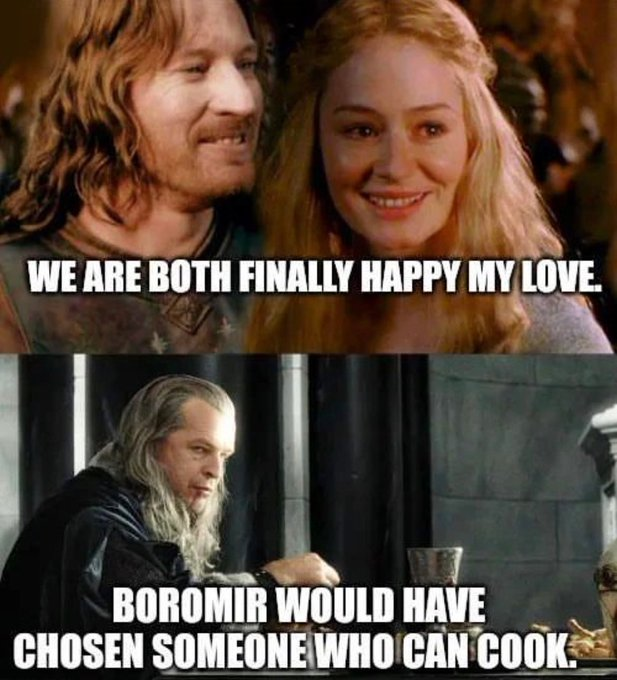 WE ARE BOTH FINALLY HAPPY MY LOVE.
BOROMIR WOULD HAVE
CHOSEN SOMEONE WHO CAN COOK.